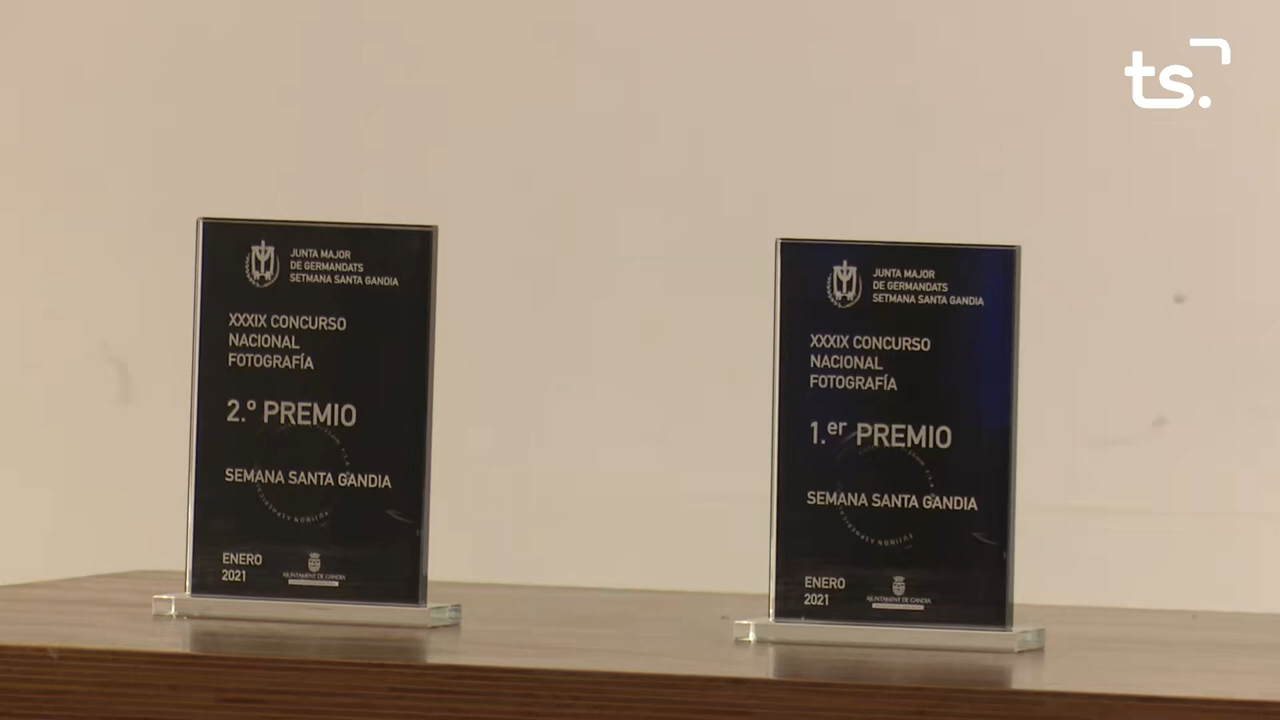 ts.
JUNTA MAJOR
DE GERMANDATS
SETMANA SANTA GANDIA
XXXIX CONCURSO
NACIONAL
FOTOGRAFÍA
2.º PREMIO
SEMANA SANTA GANDIA
ENERO
2021
AJUNTAMENT DE GANDIA
JUNTA MAJOR
DE GERMANDATS
SETMANA SANTA GANDIA
XXXIX CONCURSO
NACIONAL
FOTOGRAFÍA
1.er PREMIO
SEMANA SANTA GANDIA
ENERO
2021
AJUNTAMENT DE GANDIA